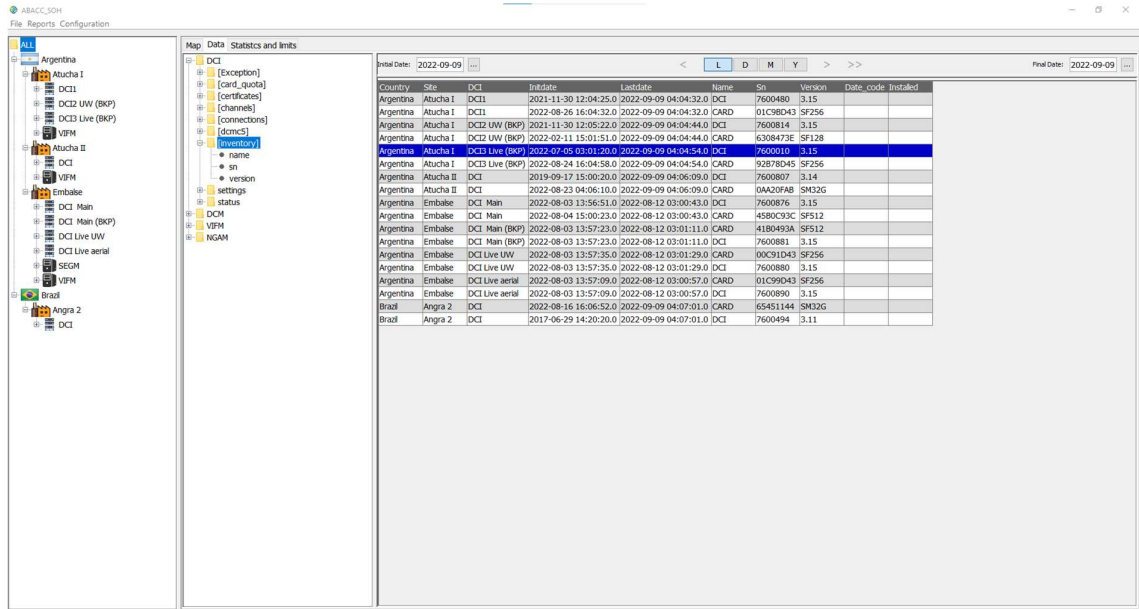 ABACC_SOH
File Reports Configuration
ALL
Argentina
Atucha I
DCI1
DCI2 UW (BKP)
DCI3 Live (BKP)
VIFM
Atucha II
DCI
VIFM
Embalse
DCI Main
DCI Main (BKP)
DCI Live UW
DCI Live aerial
SEGM
VIFM
Brazil
Angra 2
DCI
Map Data Statistcs and limits
DCI
[Exception]
[card_quota]
[certificates]
[channels]
[connections]
[dcmc5]
[inventory]
name
sn
version
settings
status
DCM
VIFM
NGAM
Initial Date: 2022-09-09 ... < L D M Y > >> Final Date: 2022-09-09 ...
Country Site DCI Initdate Lastdate Name Sn Version Date_code Instaled
Argentina Atucha I DCI1 2021-11-30 12:04:25.0 2022-09-09 04:04:32.0 DCI 7600480 3.15
Argentina Atucha I DCI1 2022-08-26 16:04:32.0 2022-09-09 04:04:32.0 CARD 01C9BD43 SF256
Argentina Atucha I DCI2 UW (BKP) 2021-11-30 12:05:22.0 2022-09-09 04:04:44.0 DCI 7600814 3.15
Argentina Atucha I DCI2 UW (BKP) 2022-02-11 15:01:51.0 2022-09-09 04:04:44.0 CARD 6308473E SF128
Argentina Atucha I DCI3 Live (BKP) 2022-07-05 03:01:20.0 2022-09-09 04:04:54.0 DCI 7600010 3.15
Argentina Atucha I DCI3 Live (BKP) 2022-08-24 16:04:58.0 2022-09-09 04:04:54.0 CARD 92B78D45 SF256
Argentina Atucha II DCI 2019-09-17 15:00:20.0 2022-09-09 04:06:09.0 DCI 7600807 3.14
Argentina Atucha II DCI 2022-08-23 04:06:10.0 2022-09-09 04:06:09.0 CARD 0AA20FAB SM32G
Argentina Embalse DCI Main 2022-08-03 13:56:51.0 2022-08-12 03:00:43.0 DCI 7600876 3.15
Argentina Embalse DCI Main 2022-08-04 15:00:23.0 2022-08-12 03:00:43.0 CARD 45B0C93C SF512
Argentina Embalse DCI Main (BKP) 2022-08-03 13:57:23.0 2022-08-12 03:01:11.0 CARD 41B0493A SF512
Argentina Embalse DCI Main (BKP) 2022-08-03 13:57:23.0 2022-08-12 03:01:11.0 DCI 7600881 3.15
Argentina Embalse DCI Live UW 2022-08-03 13:57:35.0 2022-08-12 03:01:29.0 CARD 00C91D43 SF256
Argentina Embalse DCI Live UW 2022-08-03 13:57:35.0 2022-08-12 03:01:29.0 DCI 7600880 3.15
Argentina Embalse DCI Live aerial 2022-08-03 13:57:09.0 2022-08-12 03:00:57.0 CARD 01C99D43 SF256
Argentina Embalse DCI Live aerial 2022-08-03 13:57:09.0 2022-08-12 03:00:57.0 DCI 7600890 3.15
Brazil Angra 2 DCI 2022-08-16 16:06:52.0 2022-09-09 04:07:01.0 CARD 65451144 SM32G
Brazil Angra 2 DCI 2017-06-29 14:20:20.0 2022-09-09 04:07:01.0 DCI 7600494 3.11